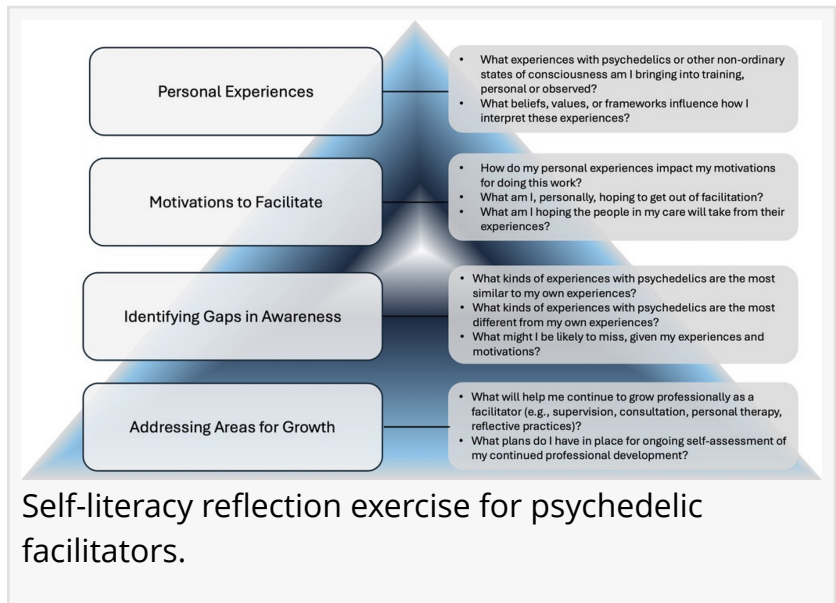 Personal Experiences
• What experiences with psychedelics or other non-ordinary
states of consciousness am I bringing into training,
personal or observed?
• What beliefs, values, or frameworks influence how I
interpret these experiences?
Motivations to Facilitate
• How do my personal experiences impact my motivations
for doing this work?
• What am I, personally, hoping to get out of facilitation?
• What am I hoping the people in my care will take from their
experiences?
Identifying Gaps in Awareness
• What kinds of experiences with psychedelics are the most
similar to my own experiences?
• What kinds of experiences with psychedelics are the most
different from my own experiences?
• What might I be likely to miss, given my experiences and
motivations?
Addressing Areas for Growth
• What will help me continue to grow professionally as a
facilitator (e.g., supervision, consultation, personal therapy,
reflective practices)?
• What plans do I have in place for ongoing self-assessment of
my continued professional development?
Self-literacy reflection exercise for psychedelic
facilitators.